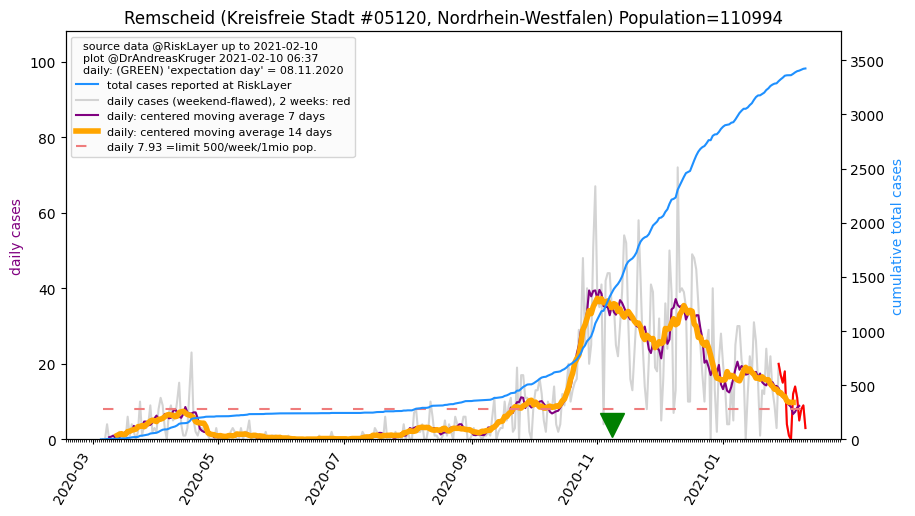 Remscheid (Kreisfreie Stadt #05120, Nordrhein-Westfalen) Population=110994
source data @RiskLayer up to 2021-02-10
plot @DrAndreasKruger 2021-02-10 06:37
daily: (GREEN) 'expectation day' = 08.11.2020
total cases reported at RiskLayer
daily cases (weekend-flawed), 2 weeks: red
daily: centered moving average 7 days
daily: centered moving average 14 days
daily 7.93 =limit 500/week/1mio pop.
daily cases
100
80
60
40
20
0
3500
3000
2500
2000
1500
1000
500
0
cumulative total cases
2020-03
2020-05
2020-07
2020-09
2020-11
2021-01